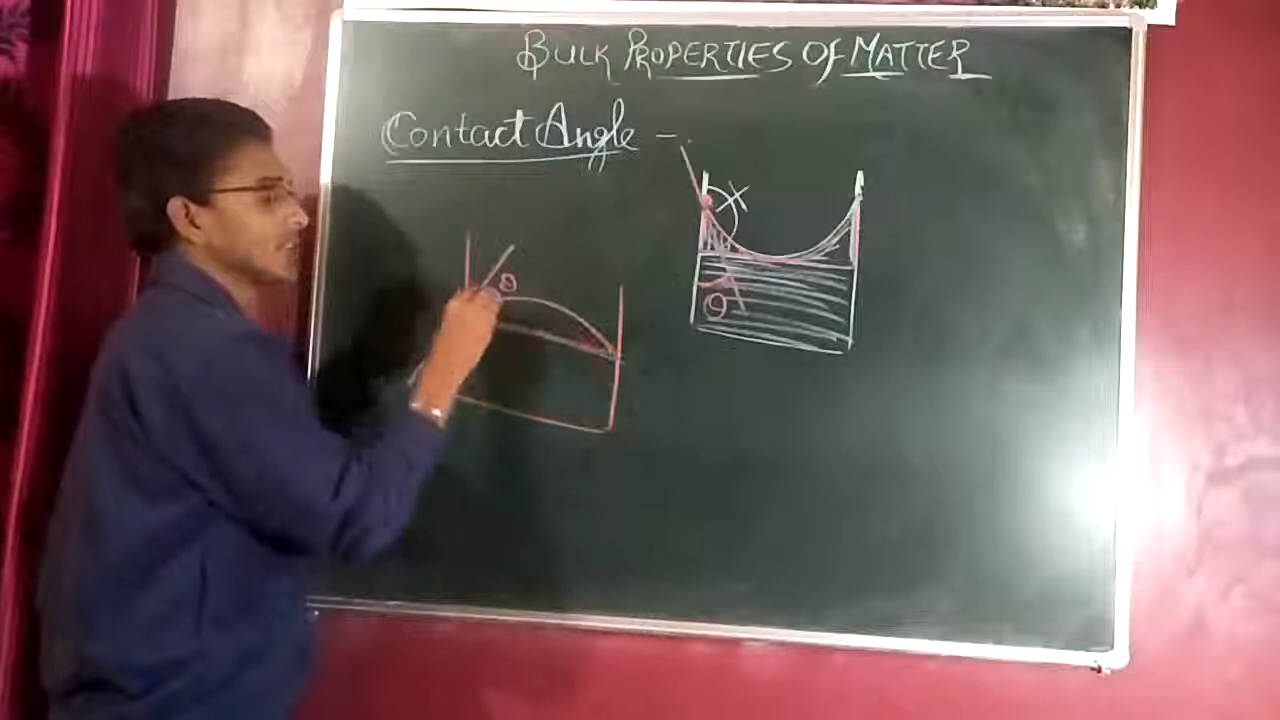 BULK PROPERTIES OF MATTER
Contact Angle -
X
θ
θ